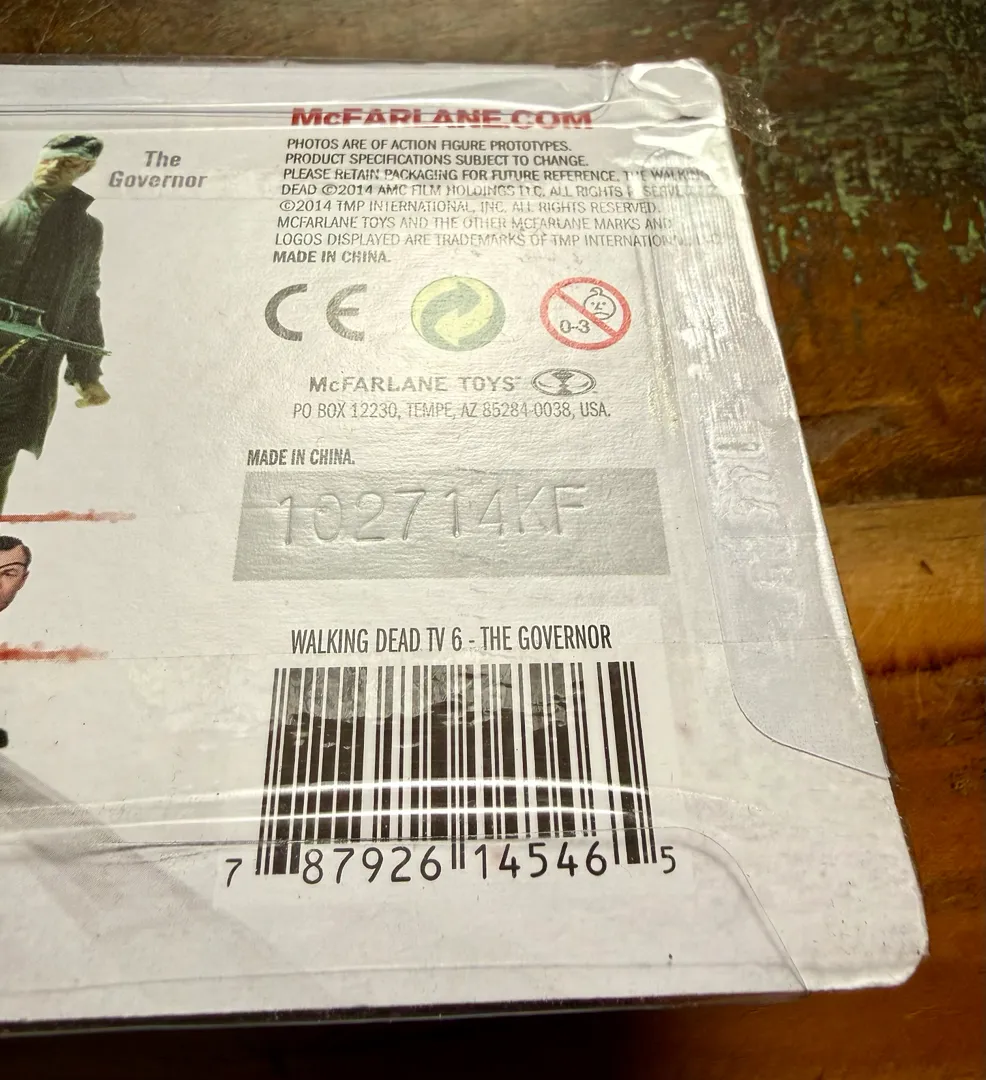 The
Governor
McFARLANE.COM
PHOTOS ARE OF ACTION FIGURE PROTOTYPES.
PRODUCT SPECIFICATIONS SUBJECT TO CHANGE.
PLEASE RETAIN PACKAGING FOR FUTURE REFERENCE. THE WALKING
DEAD ©2014 AMC FILM HOLDINGS LLC. ALL RIGHTS RESERVED.
©2014 TMP INTERNATIONAL, INC. ALL RIGHTS RESERVED.
MCFARLANE TOYS AND THE OTHER MCFARLANE MARKS AND
LOGOS DISPLAYED ARE TRADEMARKS OF TMP INTERNATIONAL,
MADE IN CHINA.
CE
0-3
McFARLANE TOYS™
PO BOX 12230, TEMPE, AZ 85284-0038, USA.
MADE IN CHINA.
102714KF
WALKING DEAD TV 6 - THE GOVERNOR
7 87926 14546 5